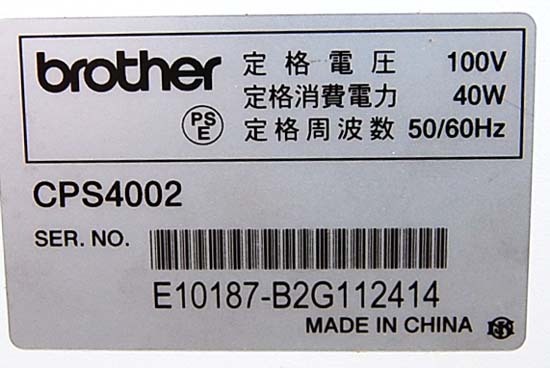 brother
定格電圧 100V
定格消費電力 40W
PS
E
定格周波数 50/60Hz
CPS4002
SER. NO.
E10187-B2G112414
MADE IN CHINA